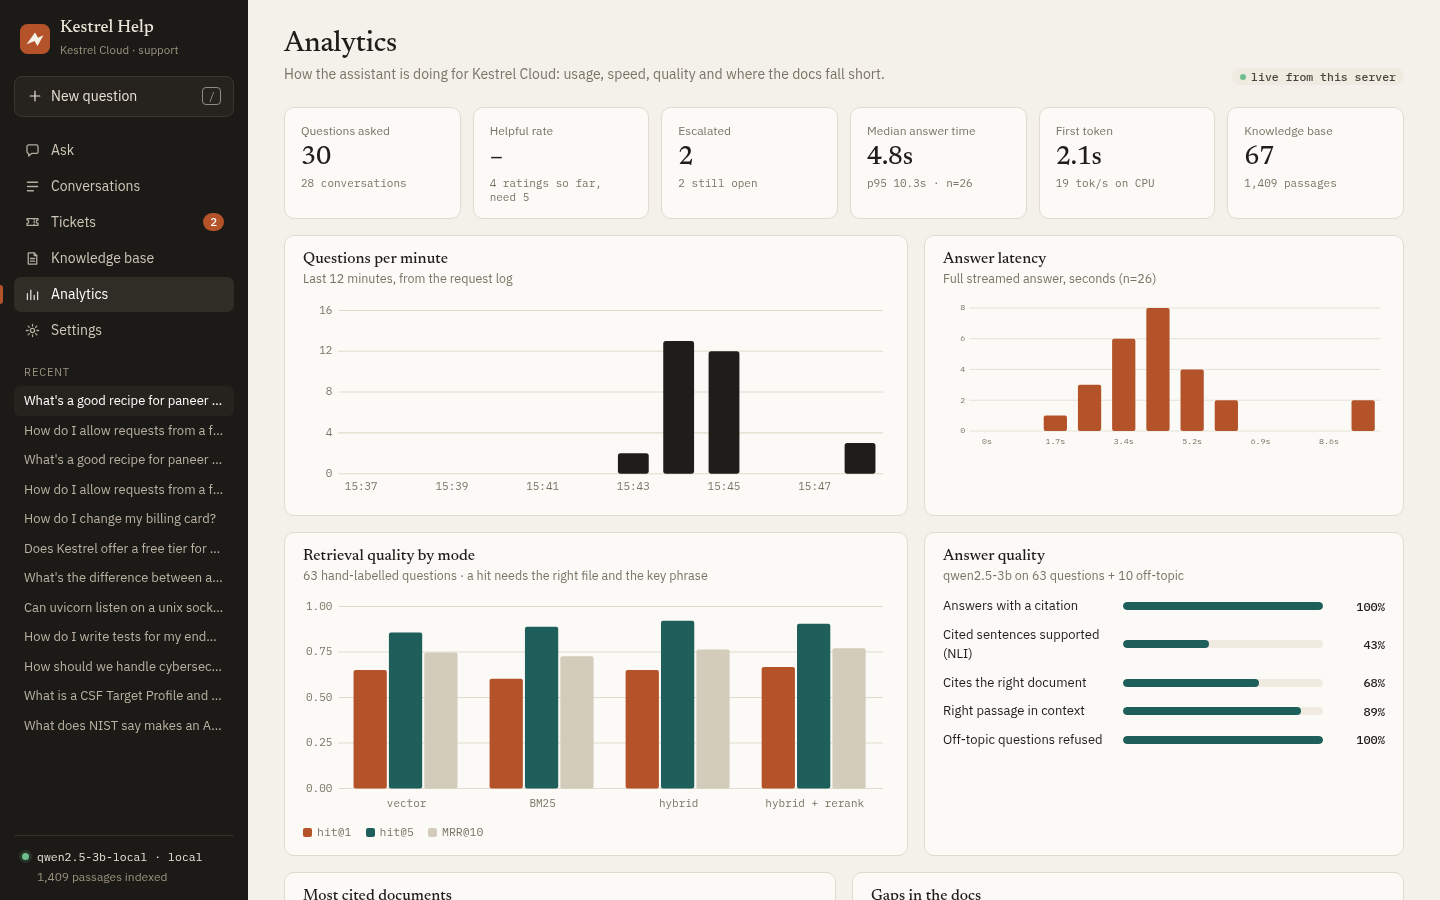 Kestrel Help
Kestrel Cloud · support
New question
/
Ask
Conversations
Tickets
2
Knowledge base
Analytics
Settings
RECENT
What's a good recipe for paneer ...
How do I allow requests from a f...
What's a good recipe for paneer ...
How do I allow requests from a f...
How do I change my billing card?
Does Kestrel offer a free tier for ...
What's the difference between a...
Can uvicorn listen on a unix sock...
How do I write tests for my end...
How should we handle cybersec...
What is a CSF Target Profile and ...
What does NIST say makes an A...
qwen2.5-3b-local · local
1,409 passages indexed
Analytics
How the assistant is doing for Kestrel Cloud: usage, speed, quality and where the docs fall short.
live from this server
Questions asked
30
28 conversations
Helpful rate
–
4 ratings so far,
need 5
Escalated
2
2 still open
Median answer time
4.8s
p95 10.3s · n=26
First token
2.1s
19 tok/s on CPU
Knowledge base
67
1,409 passages
Questions per minute
Last 12 minutes, from the request log
16
12
8
4
0
15:37 15:39 15:41 15:43 15:45 15:47
Answer latency
Full streamed answer, seconds (n=26)
8
6
4
2
0
0s 1.7s 3.4s 5.2s 6.9s 8.6s
Retrieval quality by mode
63 hand-labelled questions · a hit needs the right file and the key phrase
1.00
0.75
0.50
0.25
0.00
vector BM25 hybrid hybrid + rerank
hit@1 hit@5 MRR@10
Answer quality
qwen2.5-3b on 63 questions + 10 off-topic
Answers with a citation 100%
Cited sentences supported
(NLI) 43%
Cites the right document 68%
Right passage in context 89%
Off-topic questions refused 100%
Most cited documents
Gaps in the docs